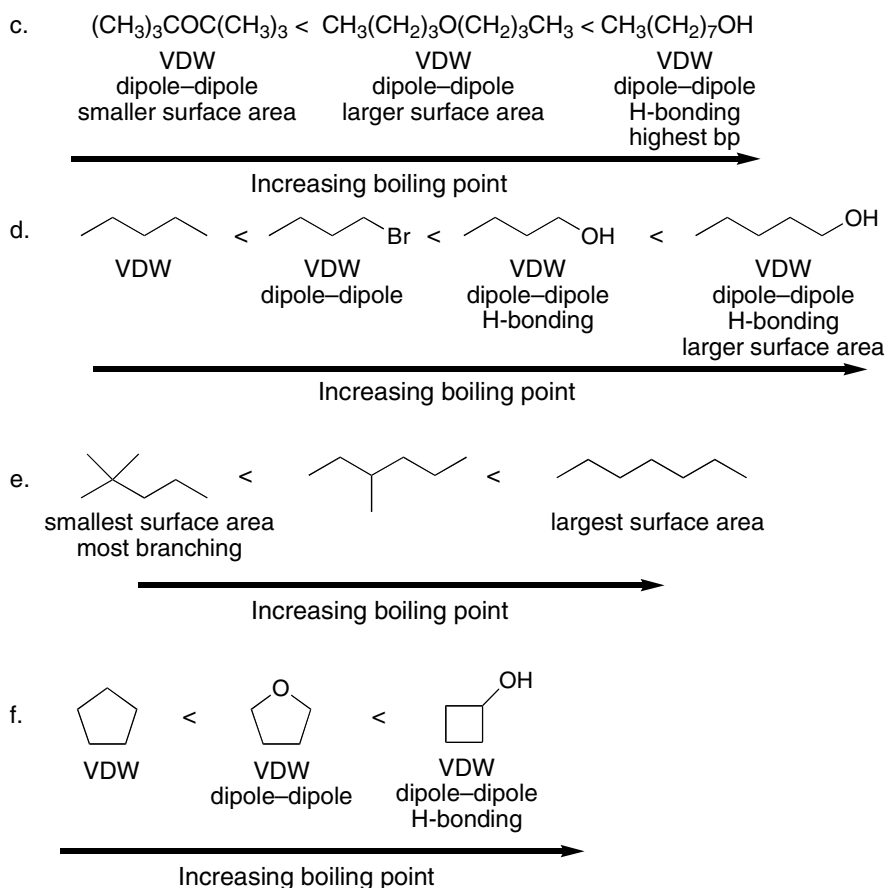 c. (CH₃)₃COC(CH₃)₃ < CH₃(CH₂)₃O(CH₂)₃CH₃ < CH₃(CH₂)₇OH
VDW VDW VDW
dipole–dipole dipole–dipole dipole–dipole
smaller surface area larger surface area H-bonding
highest bp
Increasing boiling point
d. < Br < OH < OH
VDW VDW VDW VDW
dipole–dipole dipole–dipole dipole–dipole
H-bonding H-bonding
larger surface area
Increasing boiling point
e. < <
smallest surface area largest surface area
most branching
Increasing boiling point
f. < O < OH
VDW VDW VDW
dipole–dipole dipole–dipole
H-bonding
Increasing boiling point